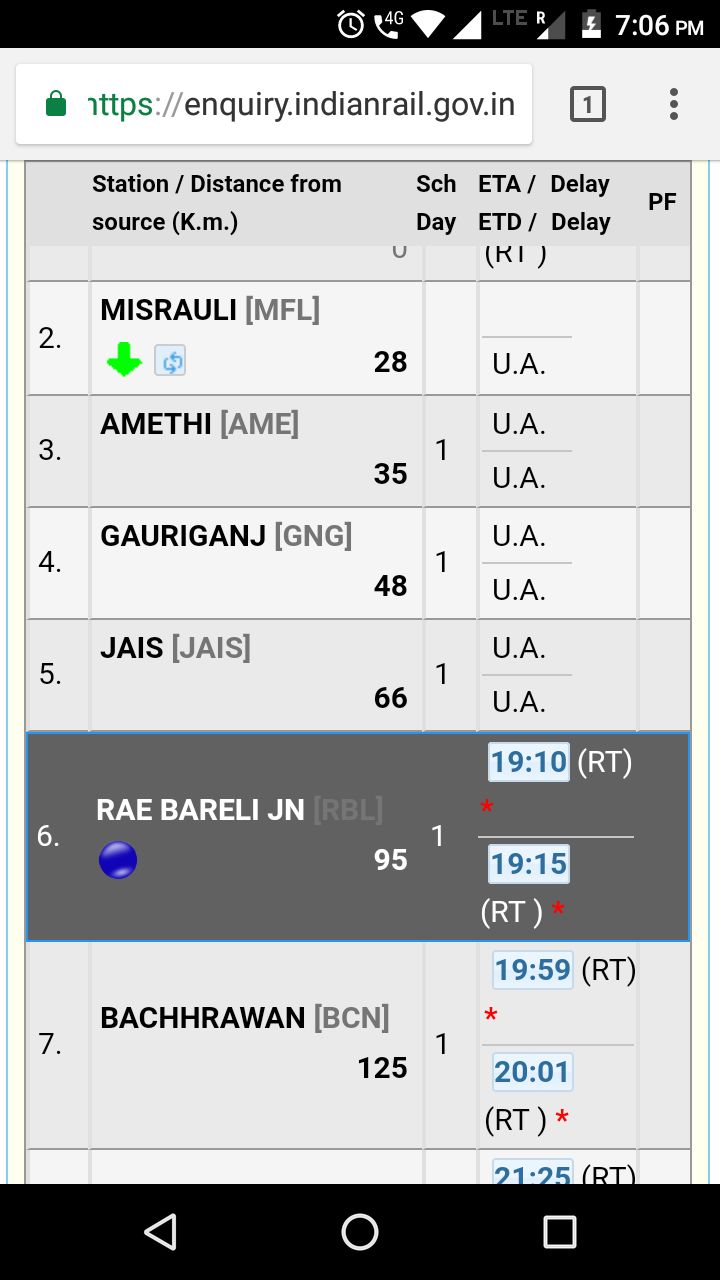 4G LTE R 7:06 PM
https://enquiry.indianrail.gov.in 1
Station / Distance from source (K.m.) Sch Day ETA / Delay ETD / Delay PF
0 (RT )
2. MISRAULI [MFL] 28 U.A.
3. AMETHI [AME] 35 1 U.A. U.A.
4. GAURIGANJ [GNG] 48 1 U.A. U.A.
5. JAIS [JAIS] 66 1 U.A. U.A.
6. RAE BARELI JN [RBL] 95 1 19:10 (RT) * 19:15 (RT ) *
7. BACHHRAWAN [BCN] 125 1 19:59 (RT) * 20:01 (RT ) *
21:25 (RT)